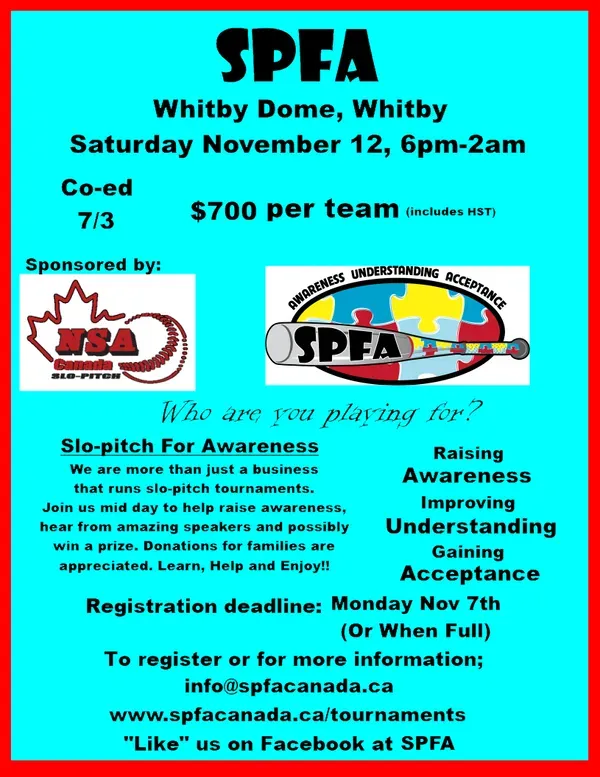 SPFA
Whitby Dome, Whitby
Saturday November 12, 6pm-2am
Co-ed
7/3
$700 per team (includes HST)
Sponsored by:
NSA
Canada
SLO-PITCH
AWARENESS UNDERSTANDING ACCEPTANCE
SPFA
Who are you playing for?
Slo-pitch For Awareness
We are more than just a business
that runs slo-pitch tournaments.
Join us mid day to help raise awareness,
hear from amazing speakers and possibly
win a prize. Donations for families are
appreciated. Learn, Help and Enjoy!!
Raising
Awareness
Improving
Understanding
Gaining
Acceptance
Registration deadline: Monday Nov 7th
(Or When Full)
To register or for more information;
info@spfacanada.ca
www.spfacanada.ca/tournaments
"Like" us on Facebook at SPFA